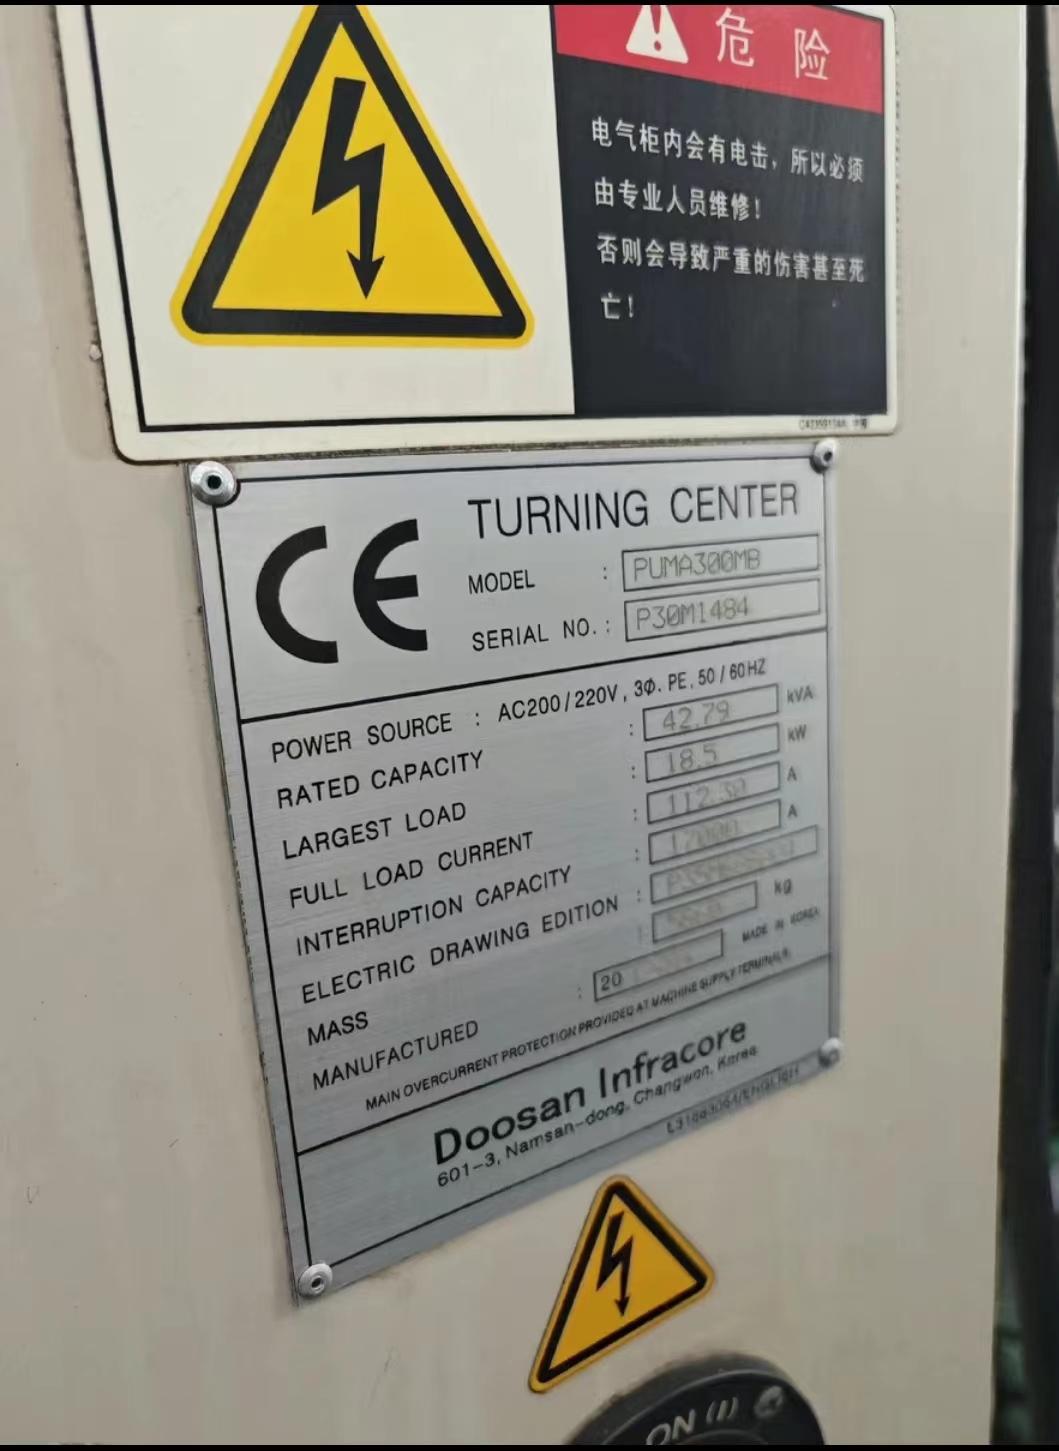 危险
电气柜内会有电击，所以必须
由专业人员维修！
否则会导致严重的伤害甚至死
亡！
CE
TURNING CENTER
MODEL : PUMA300MB
SERIAL NO. : P30M1484
POWER SOURCE : AC200/220V, 3Φ. PE, 50/60HZ
RATED CAPACITY : 42.79 kVA
LARGEST LOAD : 18.5 kW
FULL LOAD CURRENT : 112.30 A
INTERRUPTION CAPACITY : 12000 A
ELECTRIC DRAWING EDITION :
MASS : kg
MANUFACTURED : 20 MADE IN KOREA
MAIN OVERCURRENT PROTECTION PROVIDED AT MACHINE SUPPLY TERMINALS.
Doosan Infracore
601-3, Namsan-dong, Changwon, Korea
ON (I)